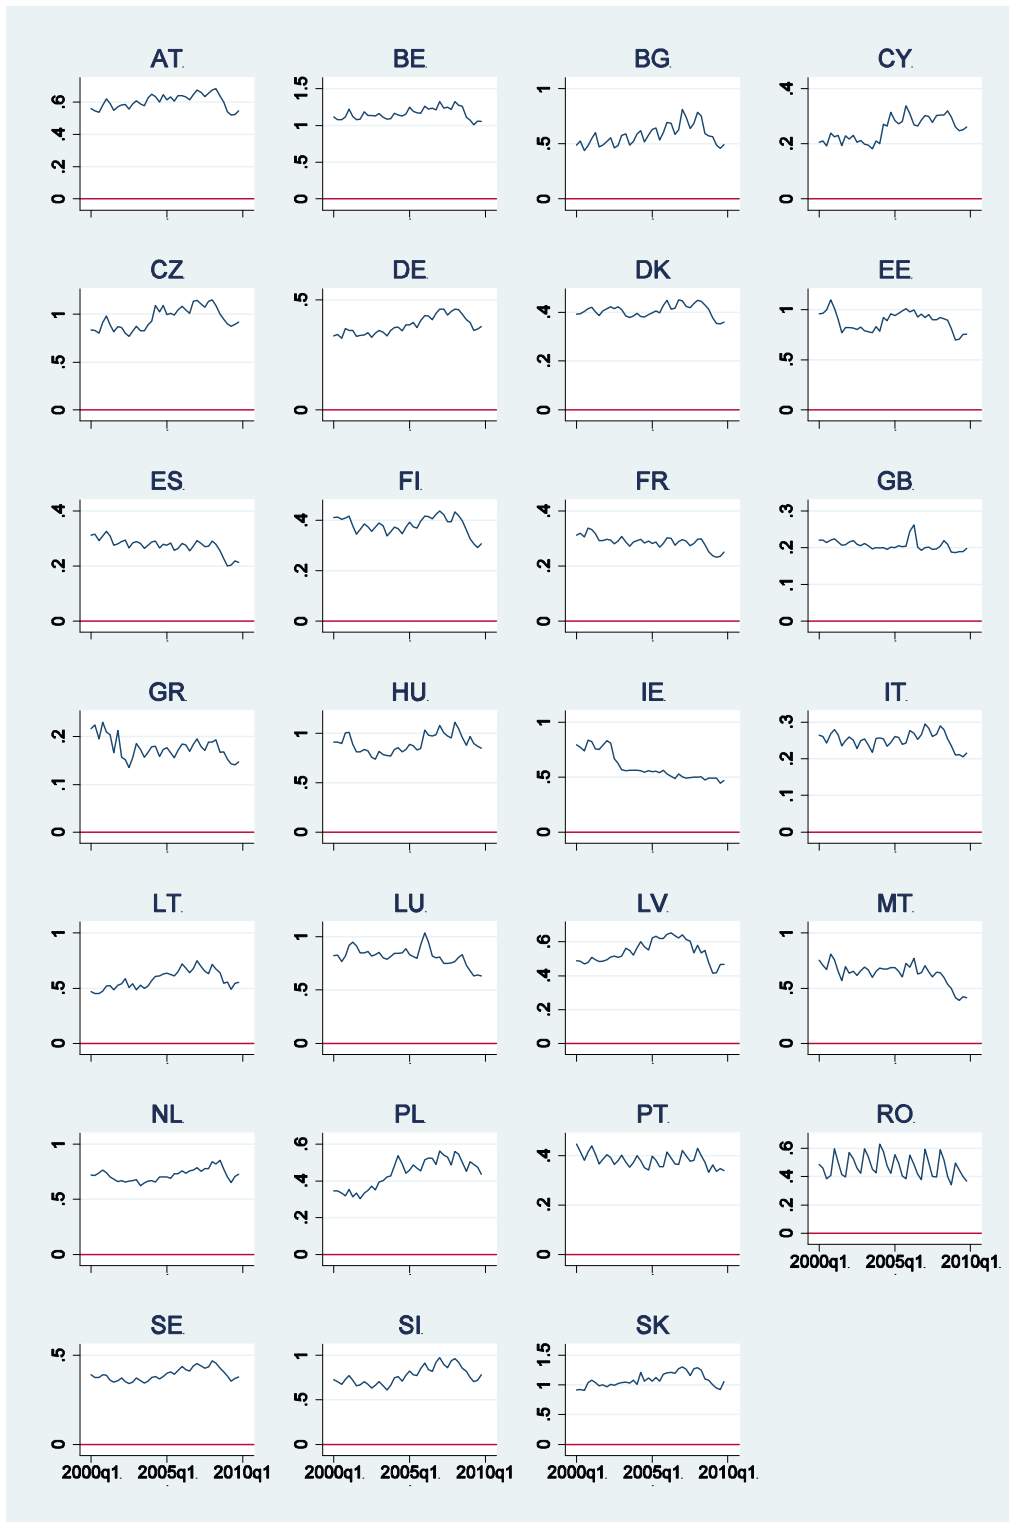 AT BE BG CY
0 .2 .4 .6
0 .5 1 1.5
0 .5 1
0 .2 .4
CZ DE DK EE
0 .5 1
0 .5
0 .2 .4
0 .5 1
ES FI FR GB
0 .2 .4
0 .2 .4
0 .2 .4
0 .1 .2 .3
GR HU IE IT
0 .1 .2
0 .5 1
0 .5 1
0 .1 .2 .3
LT LU LV MT
0 .5 1
0 .5 1
0 .2 .4 .6
0 .5 1
NL PL PT RO
0 .5 1
0 .2 .4 .6
0 .2 .4
0 .2 .4 .6
2000q1 2005q1 2010q1
SE SI SK
0 .5
0 .5 1
0 .5 1 1.5
2000q1 2005q1 2010q1
2000q1 2005q1 2010q1
2000q1 2005q1 2010q1